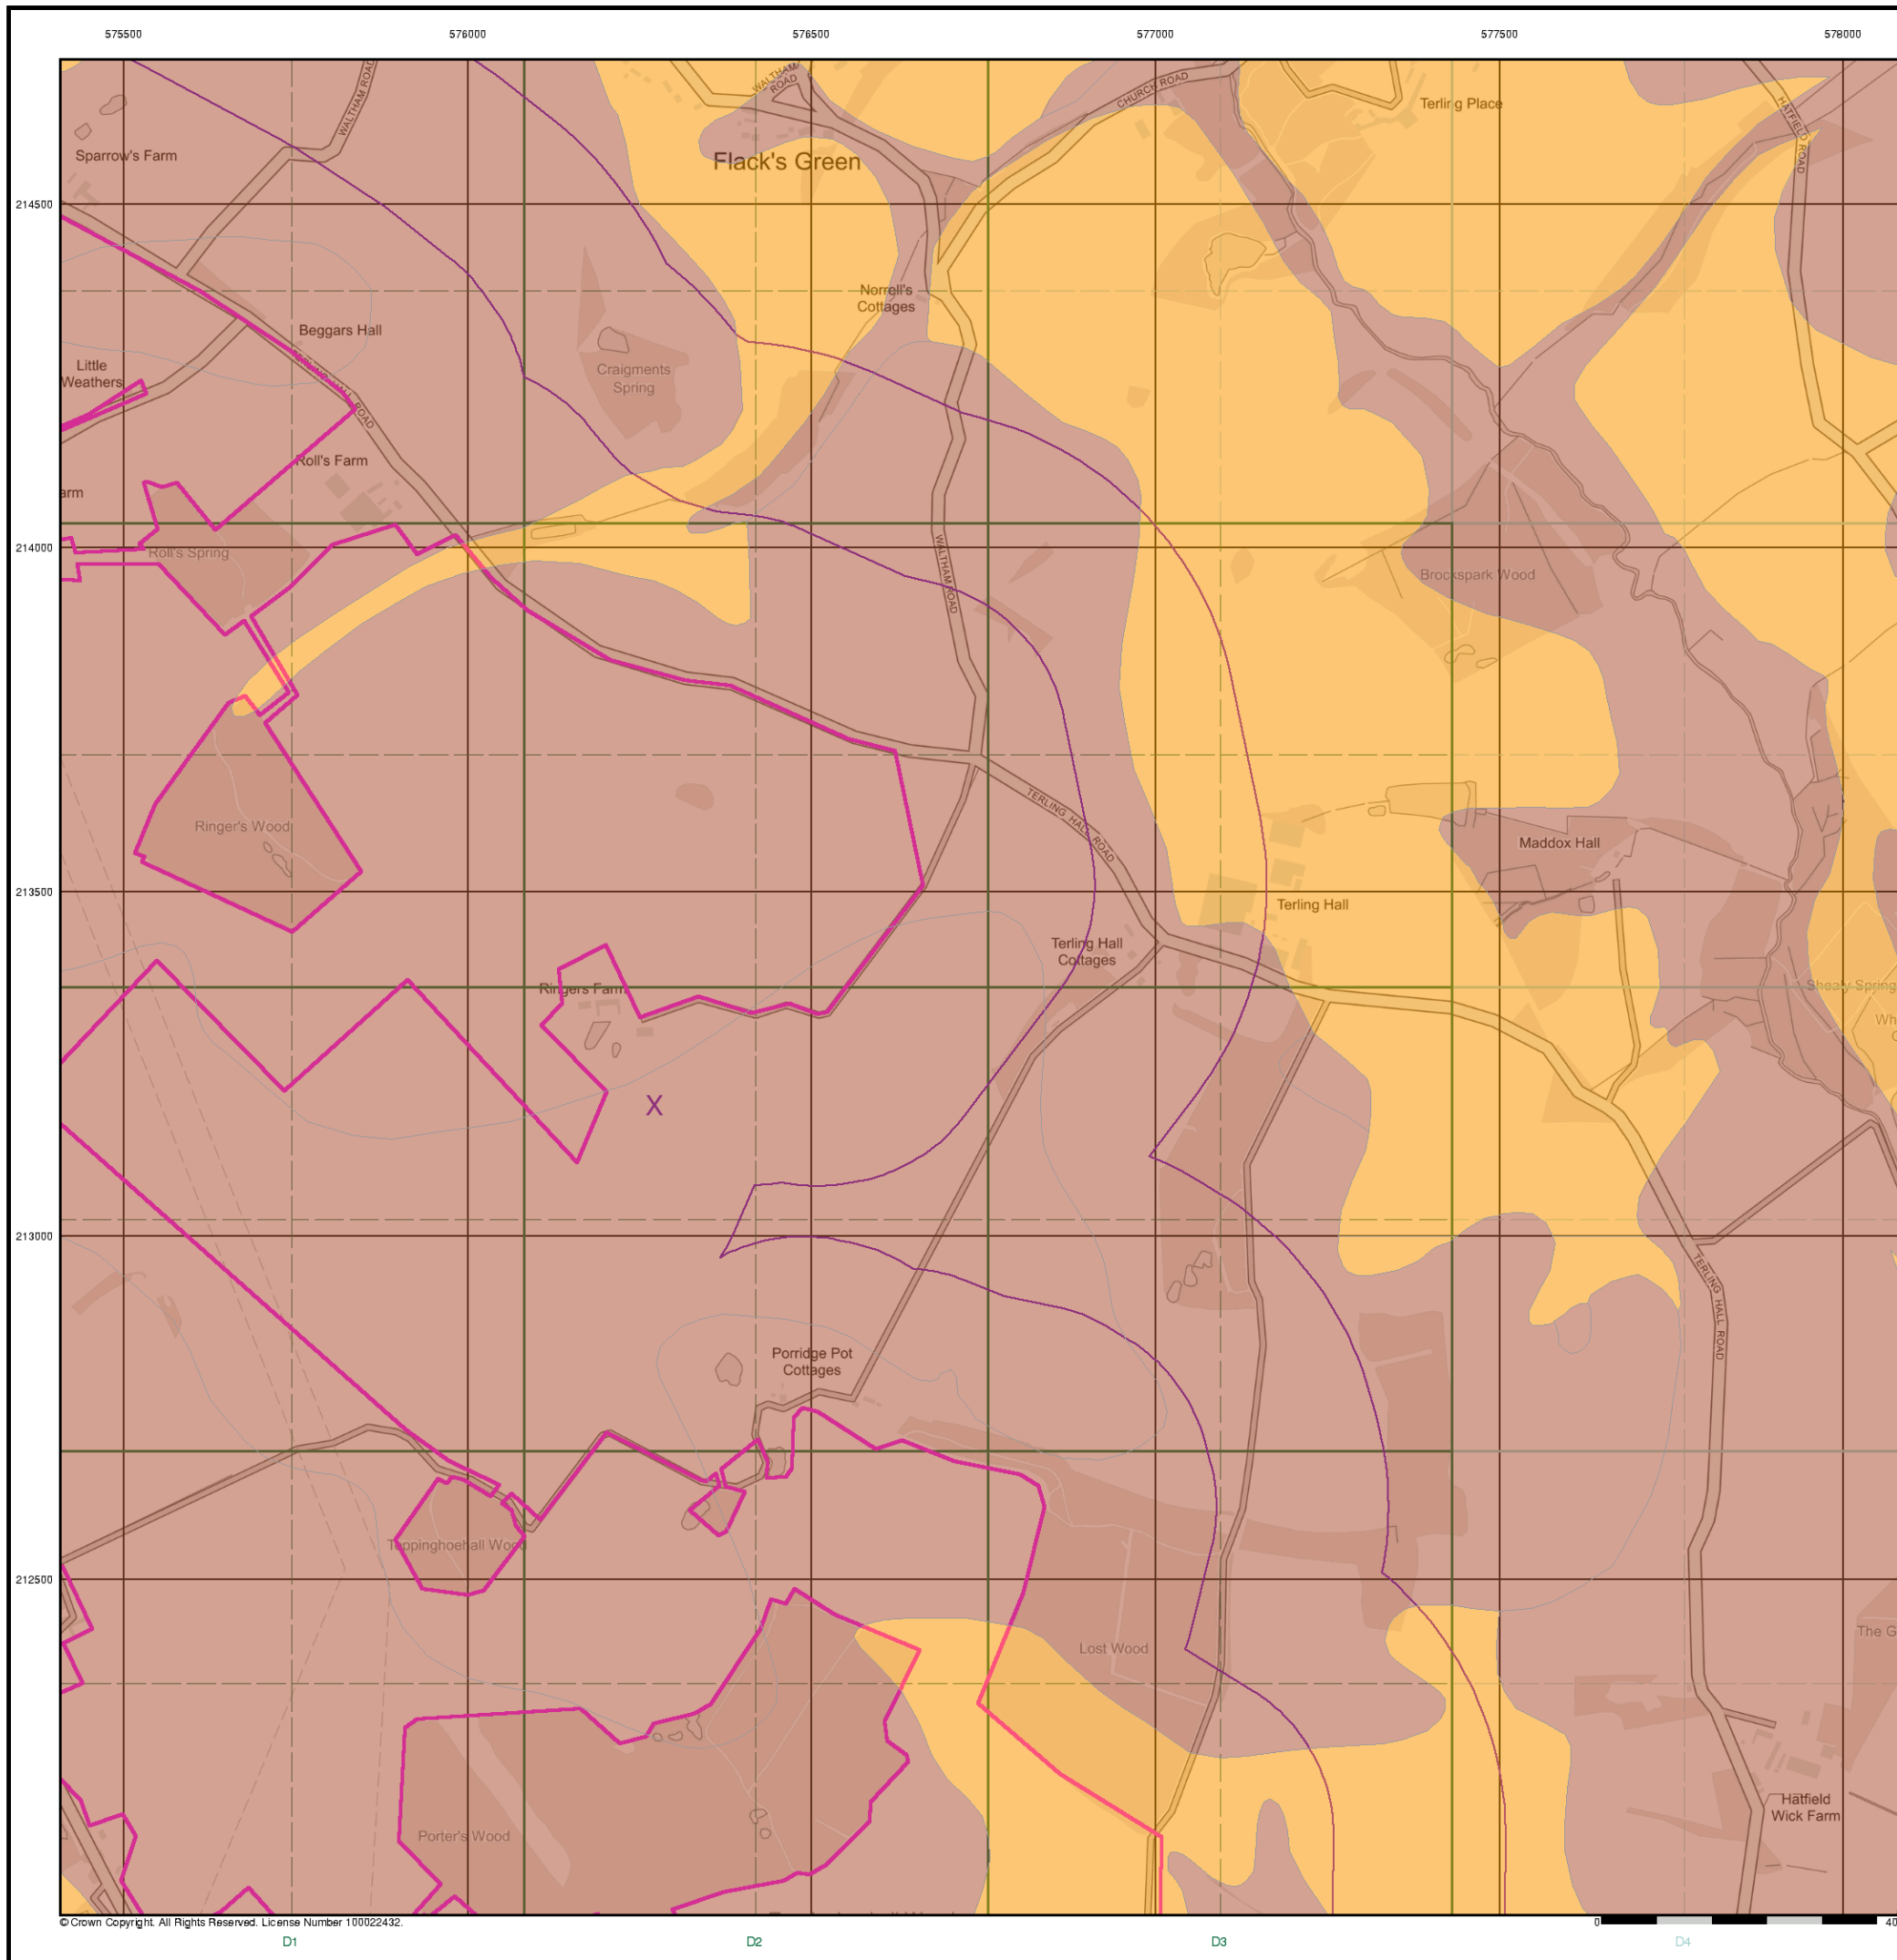 575500 576000 576500 577000 577500 578000
WALTHAM
ROAD
WALTHAM ROAD
CHURCH ROAD
Terling Place
HATFIELD ROAD
Sparrow's Farm
Flack's Green
214500
Norrell's
Cottages
Beggars Hall
Little
Weathers
Craigments
Spring
ROAD
Roll's Farm
arm
214000
Roll's Spring
WALTHAM ROAD
Brockspark Wood
TERLING HALL ROAD
Ringer's Wood
Maddox Hall
213500
Terling Hall
Terling Hall
Cottages
Ringers Farm
Shoaly Spring
Wh
C
X
213000
TERLING HALL ROAD
Porridge Pot
Cottages
Toppinghoehall Wood
212500
Lost Wood
The G
Hatfield
Wick Farm
Porter's Wood
© Crown Copyright. All Rights Reserved. License Number 100022432.
0 40
D1 D2 D3 D4